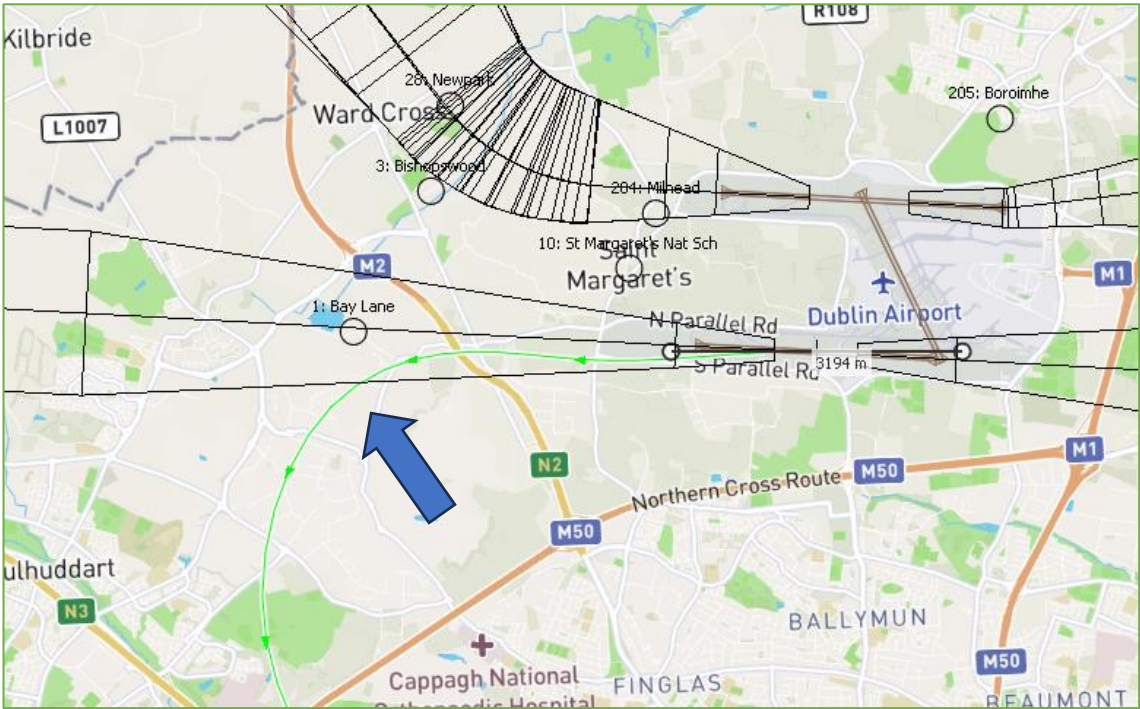 Kilbride
R108
28: Newpark
205: Boroimhe
Ward Cross
L1007
3: Bishopswood
204: Milhead
10: St Margaret's Nat Sch
Saint
Margaret's
M2
M1
1: Bay Lane
Dublin Airport
N Parallel Rd
S Parallel Rd
3194 m
N2
M1
M50
Northern Cross Route
M50
ulhuddart
N3
BALLYMUN
Cappagh National
Orthopaedic Hospital
FINGLAS
M50
BEAUMONT